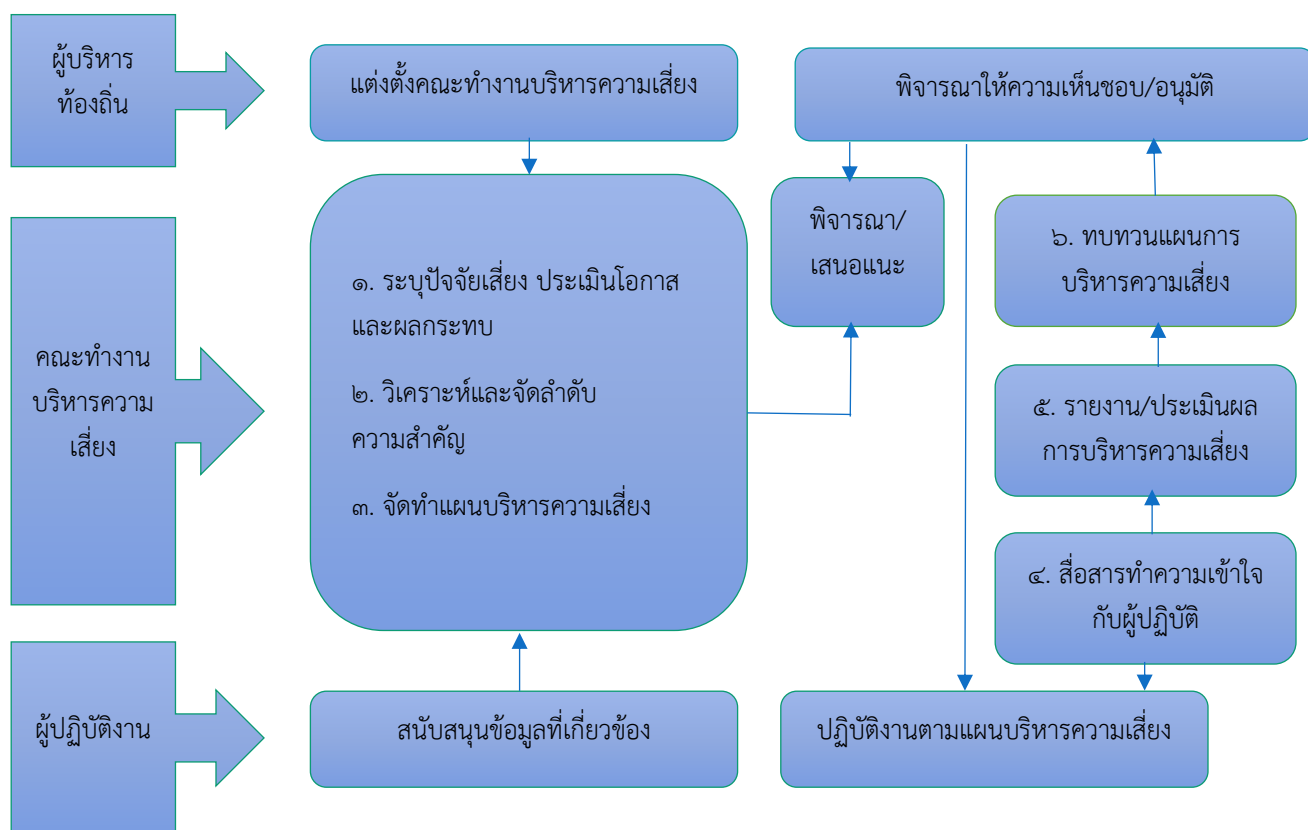 ผู้บริหาร
ท้องถิ่น
แต่งตั้งคณะทำงานบริหารความเสี่ยง
พิจารณาให้ความเห็นชอบ/อนุมัติ
คณะทำงาน
บริหารความ
เสี่ยง
๑. ระบุปัจจัยเสี่ยง ประเมินโอกาส
และผลกระทบ
๒. วิเคราะห์และจัดลำดับ
ความสำคัญ
๓. จัดทำแผนบริหารความเสี่ยง
พิจารณา/
เสนอแนะ
๖. ทบทวนแผนการ
บริหารความเสี่ยง
๕. รายงาน/ประเมินผล
การบริหารความเสี่ยง
๔. สื่อสารทำความเข้าใจ
กับผู้ปฏิบัติ
ผู้ปฏิบัติงาน
สนับสนุนข้อมูลที่เกี่ยวข้อง
ปฏิบัติงานตามแผนบริหารความเสี่ยง